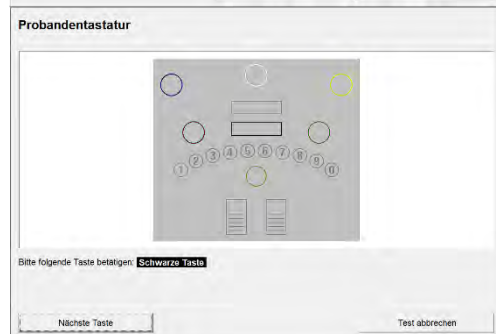 Probandentastatur
1 2 3 4 5 6 7 8 9 0
Bitte folgende Taste betätigen: Schwarze Taste
Nächste Taste
Test abbrechen